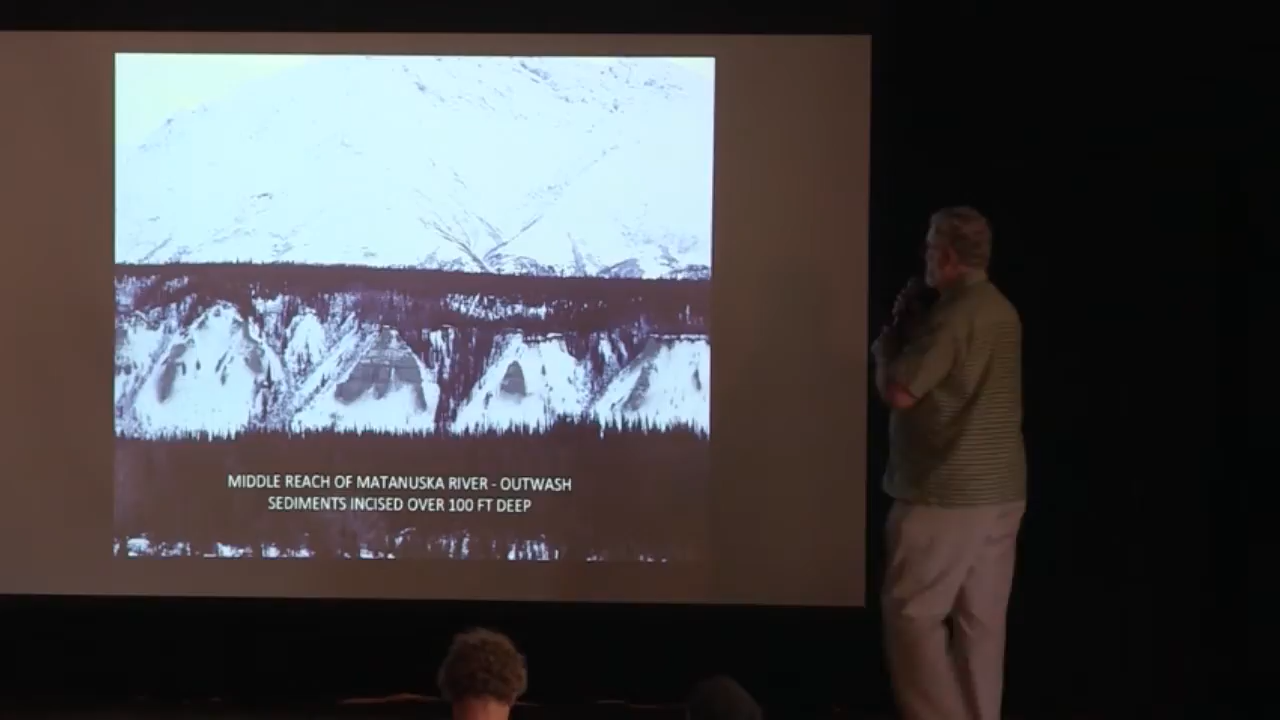 MIDDLE REACH OF MATANUSKA RIVER - OUTWASH
SEDIMENTS INCISED OVER 100 FT DEEP